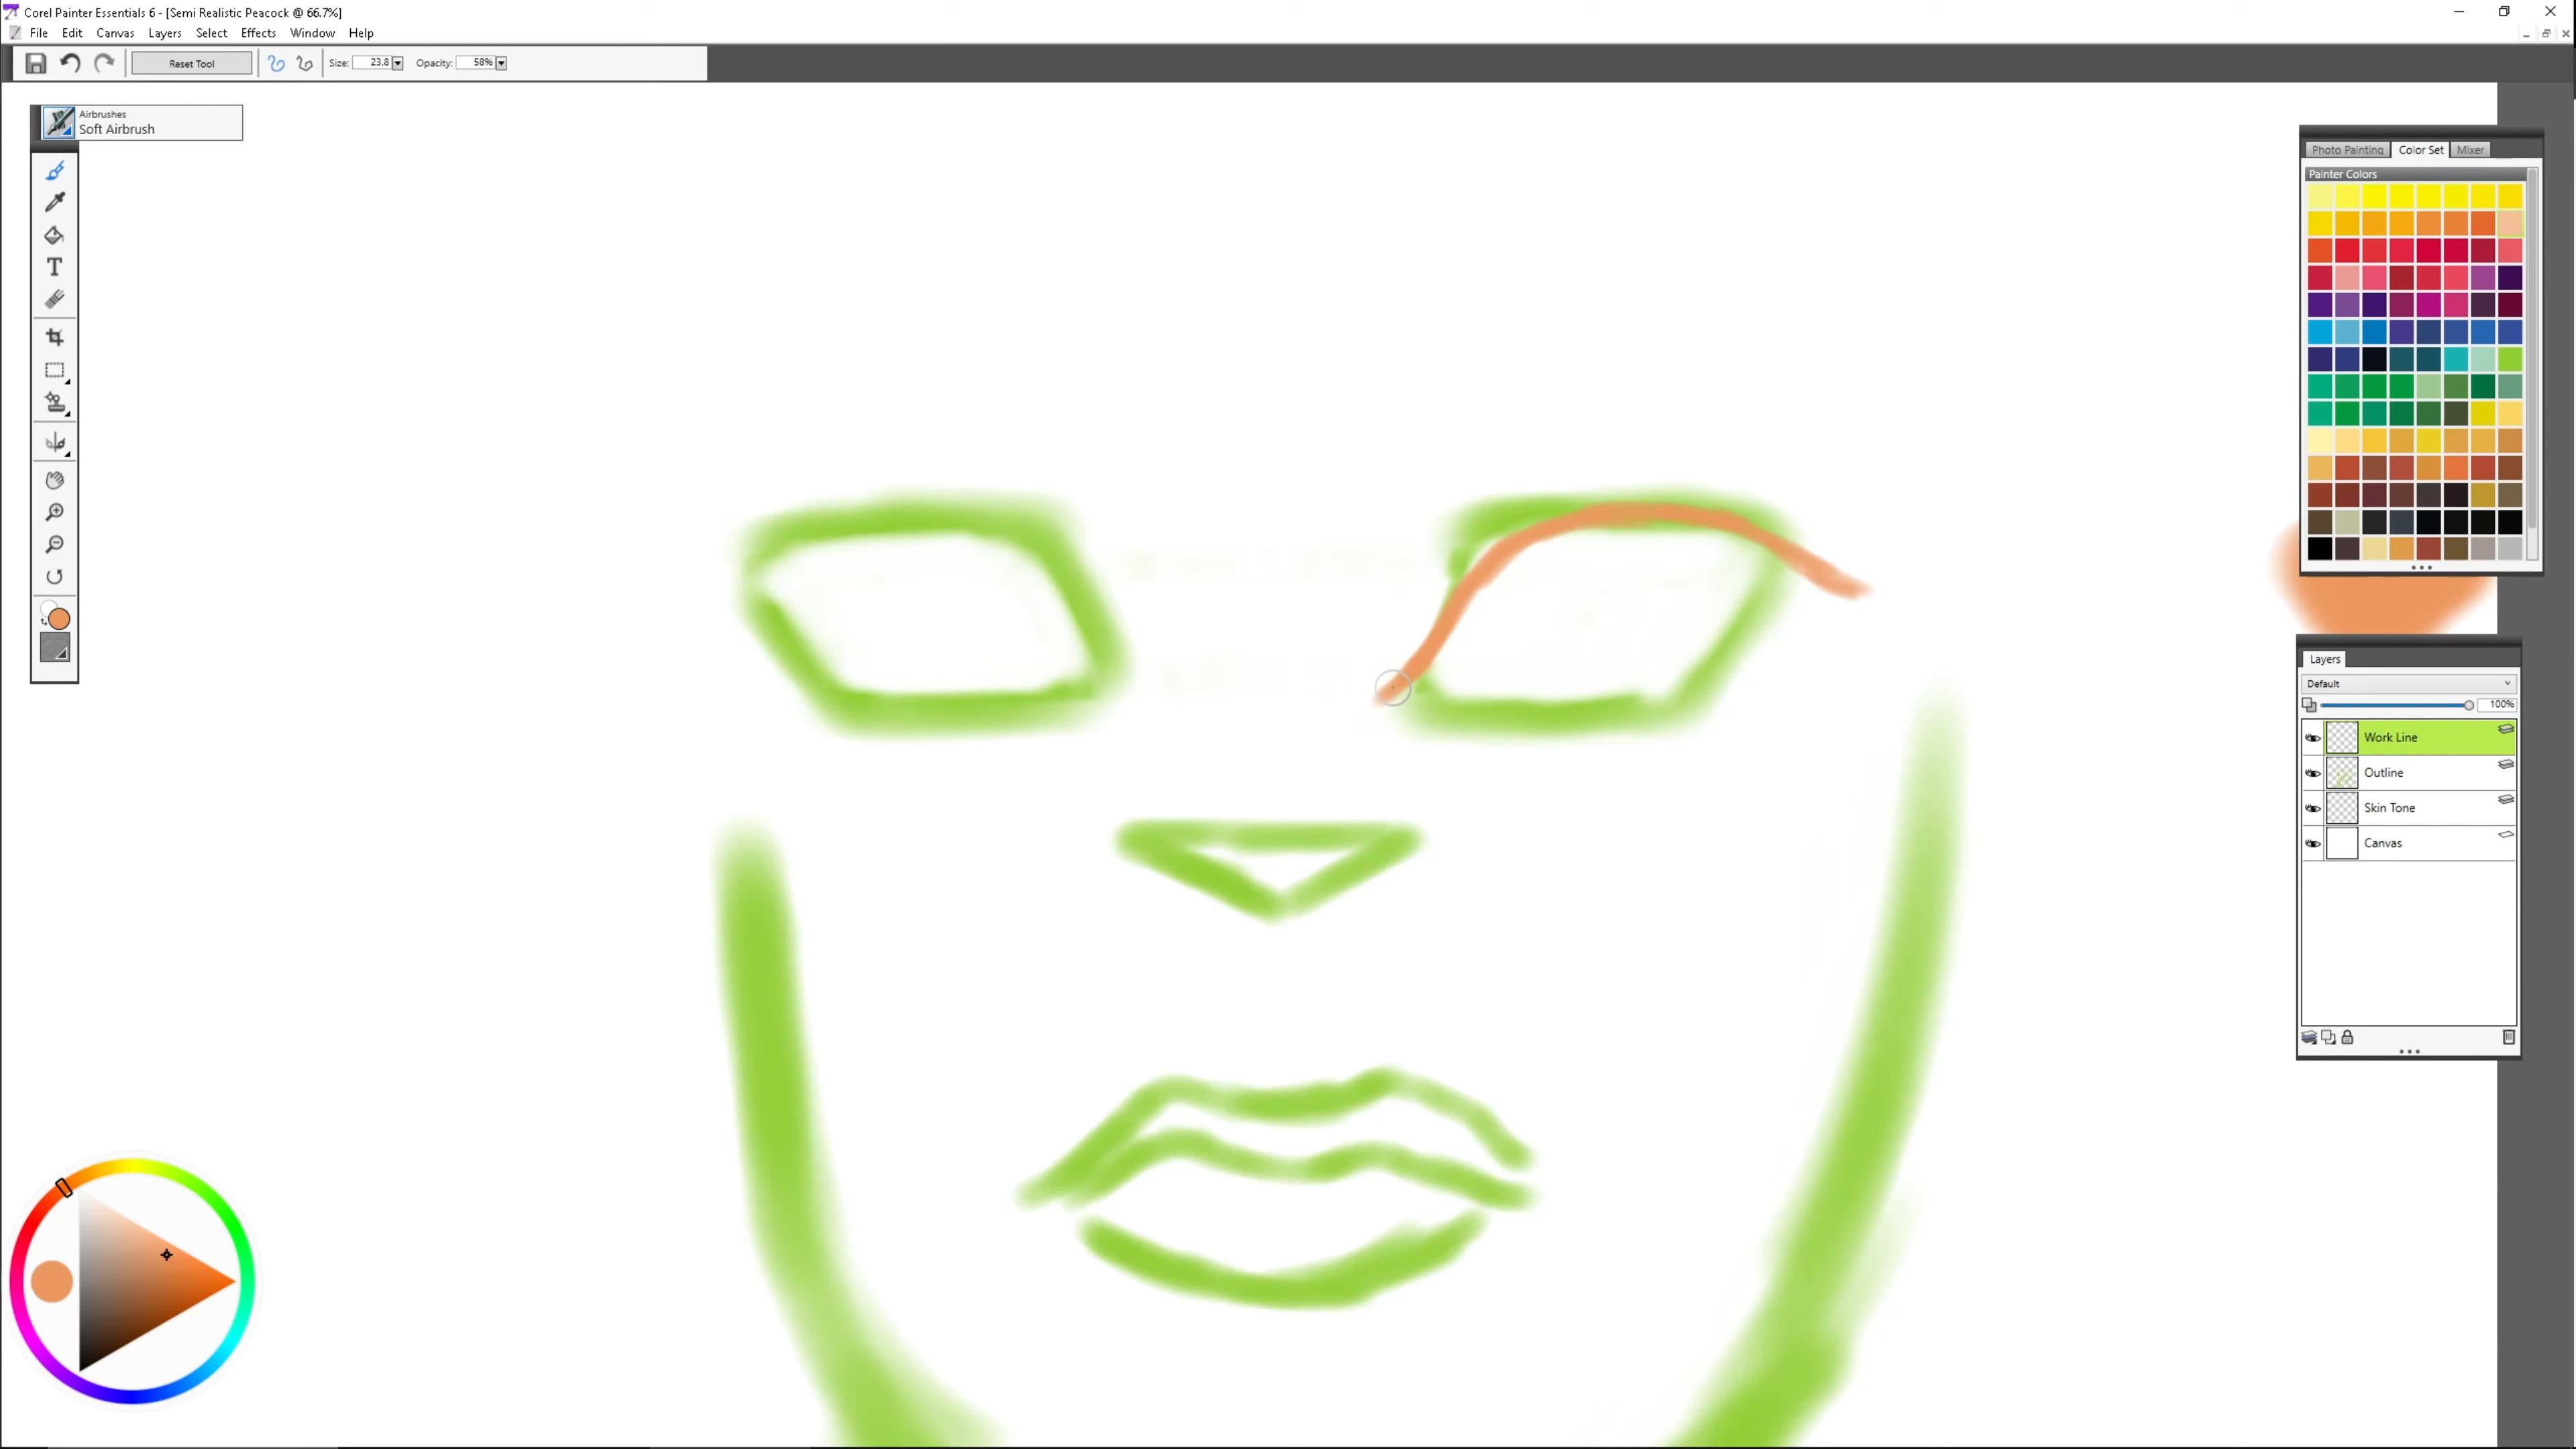 Corel Painter Essentials 6 - [Semi Realistic Peacock @ 66.7%]
File Edit Canvas Layers Select Effects Window Help
Reset Tool Size: 23.8 Opacity: 58%
Airbrushes
Soft Airbrush
Photo Painting Color Set Mixer
Painter Colors
Layers
Default
100%
Work Line
Outline
Skin Tone
Canvas